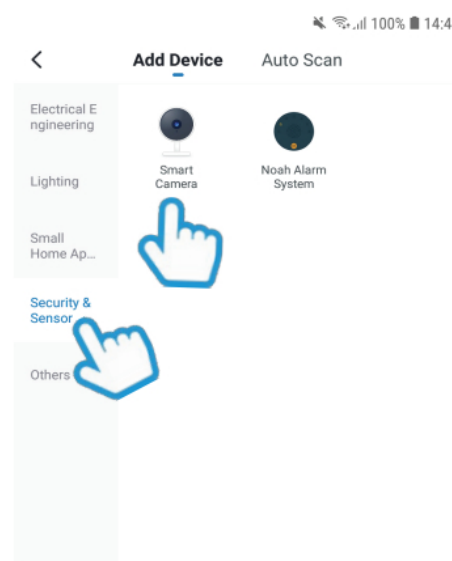 100% 14:4
Add Device Auto Scan
Electrical E
ngineering
Lighting
Small
Home Ap...
Security &
Sensor
Others
Smart
Camera
Noah Alarm
System